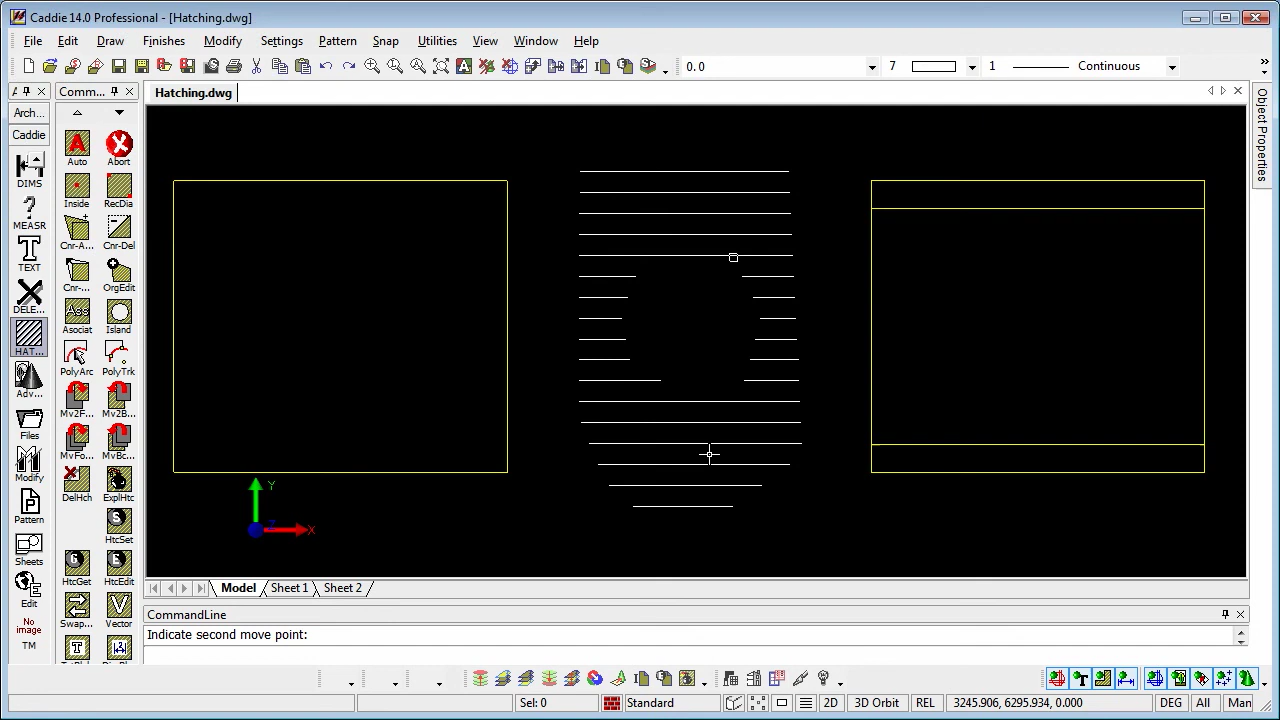 Caddie 14.0 Professional - [Hatching.dwg]
File Edit Draw Finishes Modify Settings Pattern Snap Utilities View Window Help
0.0 7 1 Continuous
A Comm... Hatching.dwg
Arch...
Caddie
Auto Abort
DIMS
Inside RecDia
MEASR
Cnr-A... Cnr-Del
TEXT
Cnr-... OrgEdit
DELE...
Asociat Island
HAT...
PolyArc PolyTrk
Adv...
Mv2F... Mv2B...
Files
MvFo... MvBc...
Modify
DelHch ExplHtc
Pattern
HtcSet
Sheets
HtcGet HtcEdit
Edit
Swap... Vector
No image
TM
Object Properties
Y
Z
X
Model Sheet 1 Sheet 2
CommandLine
Indicate second move point:
Sel: 0 Standard 2D 3D Orbit REL 3245.906, 6295.939, 0.000 DEG All Man